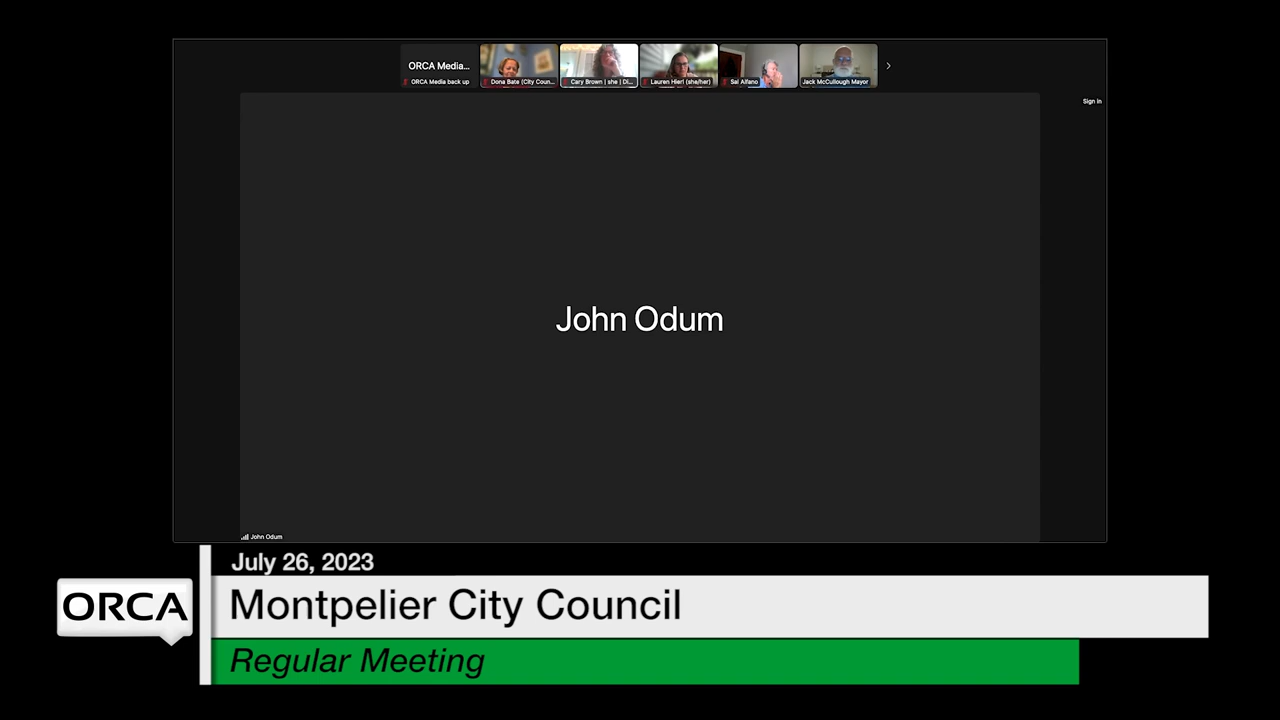 ORCA Media...
ORCA Media back up
Dona Bate (City Coun...
Cary Brown | she | Di...
Lauren Hierl (she/her)
Sal Alfano
Jack McCullough Mayor
Sign In
John Odum
John Odum
July 26, 2023
ORCA
Montpelier City Council
Regular Meeting